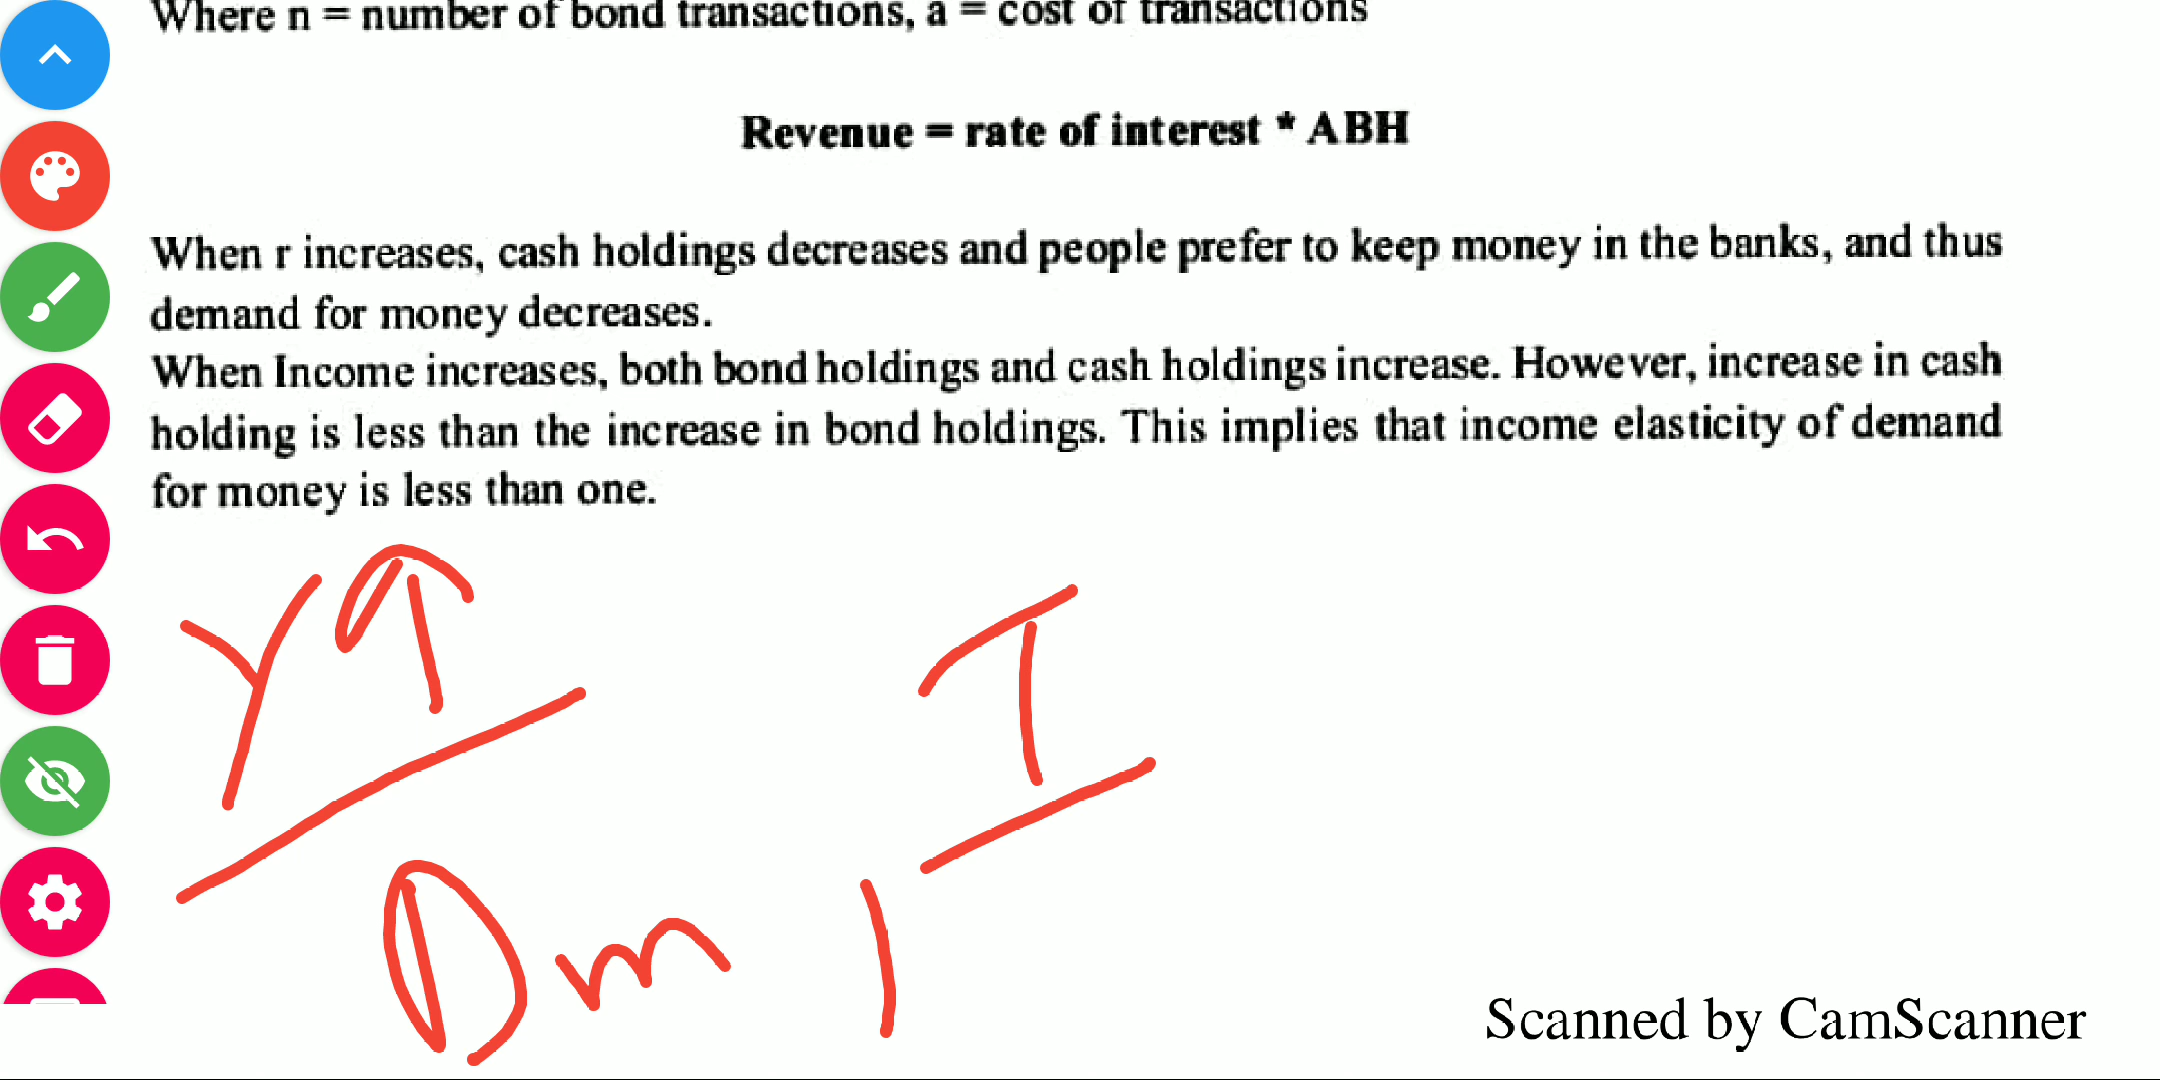 Where n = number of bond transactions, a = cost of transactions
Revenue = rate of interest * ABH
When r increases, cash holdings decreases and people prefer to keep money in the banks, and thus
demand for money decreases.
When Income increases, both bond holdings and cash holdings increase. However, increase in cash
holding is less than the increase in bond holdings. This implies that income elasticity of demand
for money is less than one.
Y↑ I
Dm
Scanned by CamScanner